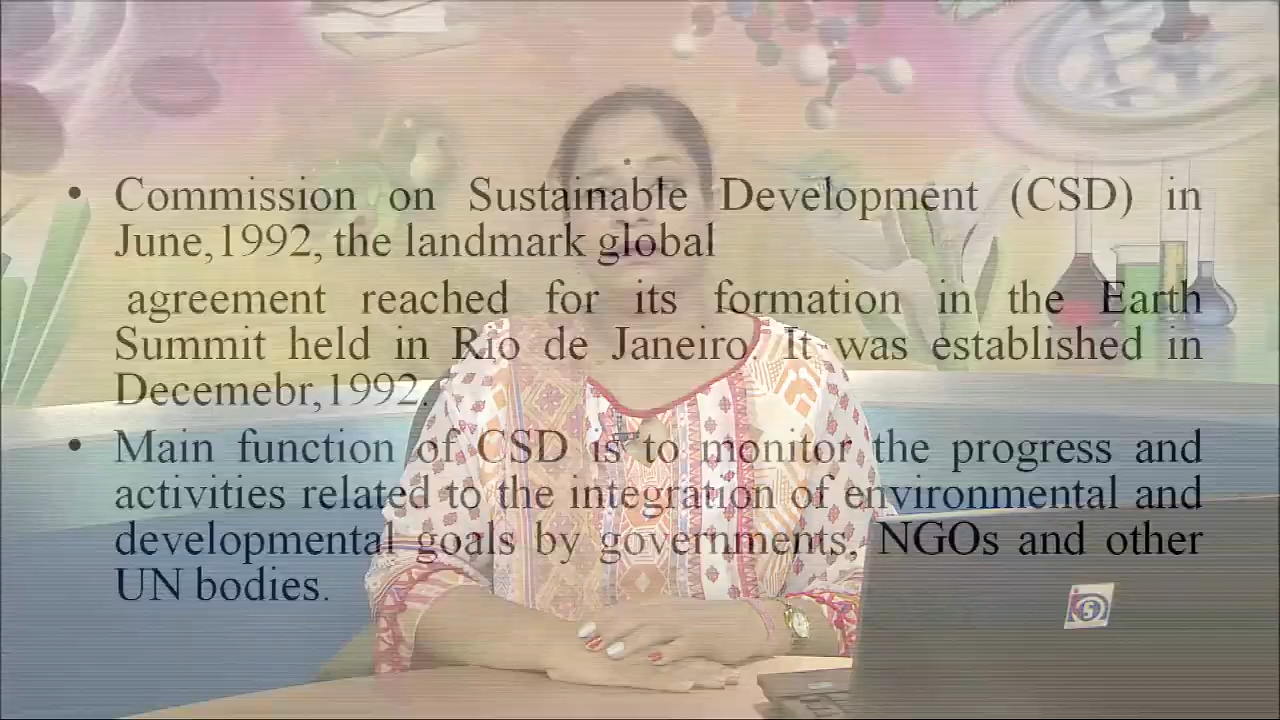 • Commission on Sustainable Development (CSD) in
June,1992, the landmark global
agreement reached for its formation in the Earth
Summit held in Rio de Janeiro. It was established in
Decemebr,1992.
• Main function of CSD is to monitor the progress and
activities related to the integration of environmental and
developmental goals by governments, NGOs and other
UN bodies.